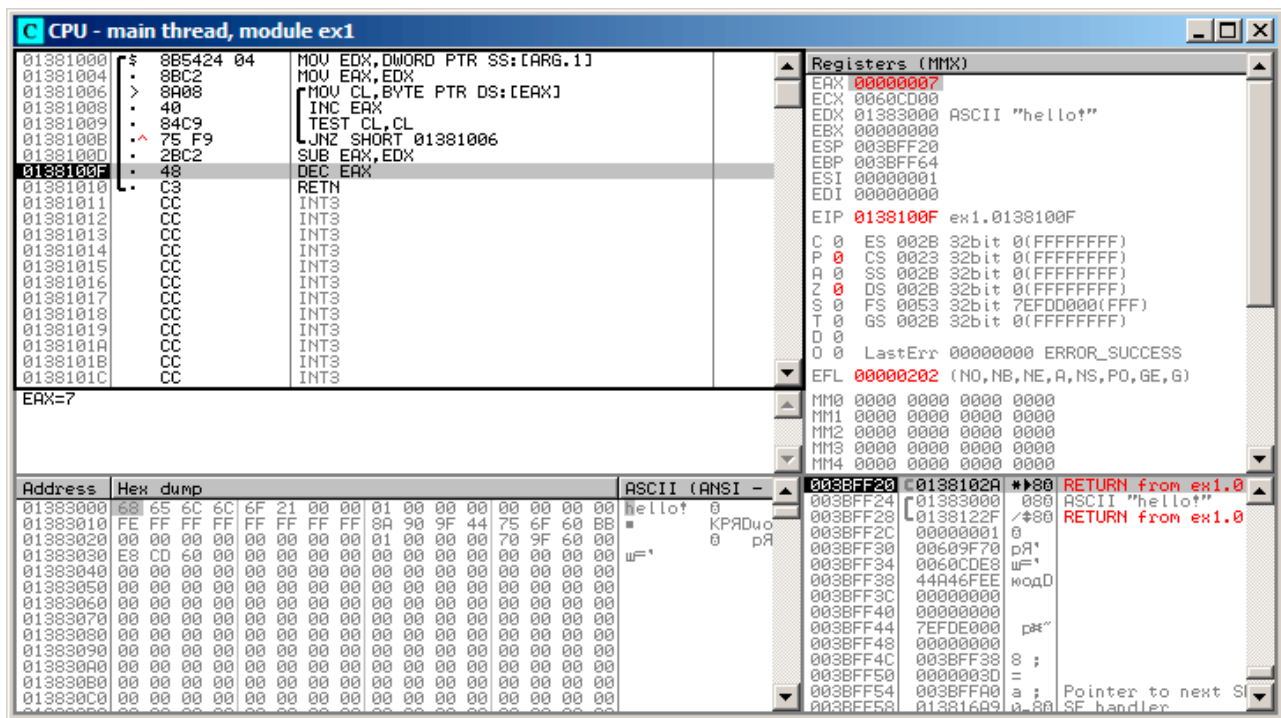 C CPU - main thread, module ex1
01381000 $ 8B5424 04 MOV EDX,DWORD PTR SS:[ARG.1]
01381004 . 8BC2 MOV EAX,EDX
01381006 > 8A08 MOV CL,BYTE PTR DS:[EAX]
01381008 . 40 INC EAX
01381009 . 84C9 TEST CL,CL
0138100B .^ 75 F9 JNZ SHORT 01381006
0138100D . 2BC2 SUB EAX,EDX
0138100F . 48 DEC EAX
01381010 . C3 RETN
01381011 CC INT3
01381012 CC INT3
01381013 CC INT3
01381014 CC INT3
01381015 CC INT3
01381016 CC INT3
01381017 CC INT3
01381018 CC INT3
01381019 CC INT3
0138101A CC INT3
0138101B CC INT3
0138101C CC INT3
EAX=7
Registers (MMX)
EAX 00000007
ECX 0060CD00
EDX 01383000 ASCII "hello!"
EBX 00000000
ESP 003BFF20
EBP 003BFF64
ESI 00000001
EDI 00000000
EIP 0138100F ex1.0138100F
C 0 ES 002B 32bit 0(FFFFFFFF)
P 0 CS 0023 32bit 0(FFFFFFFF)
A 0 SS 002B 32bit 0(FFFFFFFF)
Z 0 DS 002B 32bit 0(FFFFFFFF)
S 0 FS 0053 32bit 7EFDD000(FFF)
T 0 GS 002B 32bit 0(FFFFFFFF)
D 0
O 0 LastErr 00000000 ERROR_SUCCESS
EFL 00000202 (NO,NB,NE,A,NS,PO,GE,G)
MM0 0000 0000 0000 0000
MM1 0000 0000 0000 0000
MM2 0000 0000 0000 0000
MM3 0000 0000 0000 0000
MM4 0000 0000 0000 0000
Address Hex dump ASCII (ANSI -
01383000 68 65 6C 6C 6F 21 00 00 01 00 00 00 00 00 00 00 hello!
01383010 FE FF FF FF FF FF FF FF 8A 90 9F 44 75 6F 60 BB
01383020 00 00 00 00 00 00 00 00 01 00 00 00 70 9F 60 00
01383030 E8 CD 60 00 00 00 00 00 00 00 00 00 00 00 00 00
01383040 00 00 00 00 00 00 00 00 00 00 00 00 00 00 00 00
01383050 00 00 00 00 00 00 00 00 00 00 00 00 00 00 00 00
01383060 00 00 00 00 00 00 00 00 00 00 00 00 00 00 00 00
01383070 00 00 00 00 00 00 00 00 00 00 00 00 00 00 00 00
01383080 00 00 00 00 00 00 00 00 00 00 00 00 00 00 00 00
01383090 00 00 00 00 00 00 00 00 00 00 00 00 00 00 00 00
013830A0 00 00 00 00 00 00 00 00 00 00 00 00 00 00 00 00
013830B0 00 00 00 00 00 00 00 00 00 00 00 00 00 00 00 00
013830C0 00 00 00 00 00 00 00 00 00 00 00 00 00 00 00 00
003BFF20 0138102A RETURN from ex1.0
003BFF24 01383000 ASCII "hello!"
003BFF28 0138122F RETURN from ex1.0
003BFF2C 00000001
003BFF30 00609F70
003BFF34 0060CDE8
003BFF38 44A46FEE
003BFF3C 00000000
003BFF40 00000000
003BFF44 7EFDE000
003BFF48 00000000
003BFF4C 003BFF38 8 ;
003BFF50 0000003D =
003BFF54 003BFFA0 a ; Pointer to next S
003BFF58 013816A9 SE handler